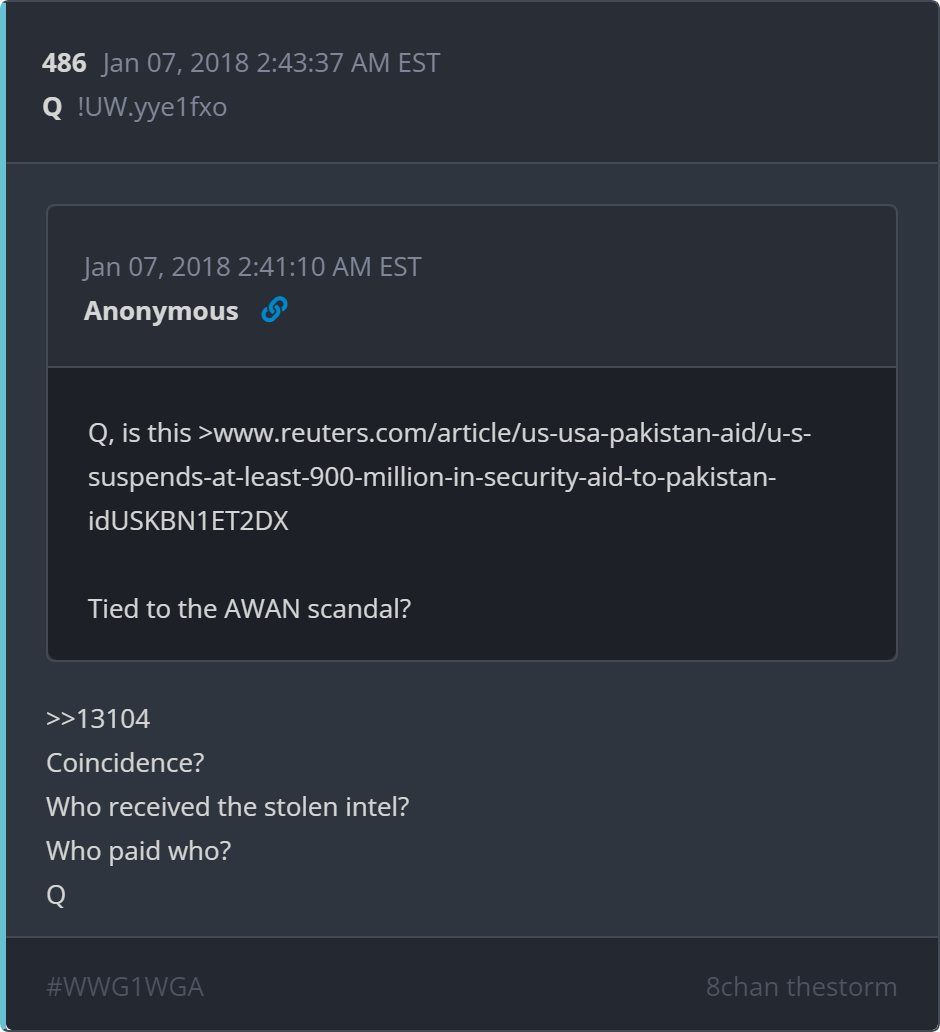 486 Jan 07, 2018 2:43:37 AM EST
Q !UW.yye1fxo
Jan 07, 2018 2:41:10 AM EST
Anonymous
Q, is this >www.reuters.com/article/us-usa-pakistan-aid/u-s-
suspends-at-least-900-million-in-security-aid-to-pakistan-
idUSKBN1ET2DX
Tied to the AWAN scandal?
>>13104
Coincidence?
Who received the stolen intel?
Who paid who?
Q
#WWG1WGA 8chan thestorm